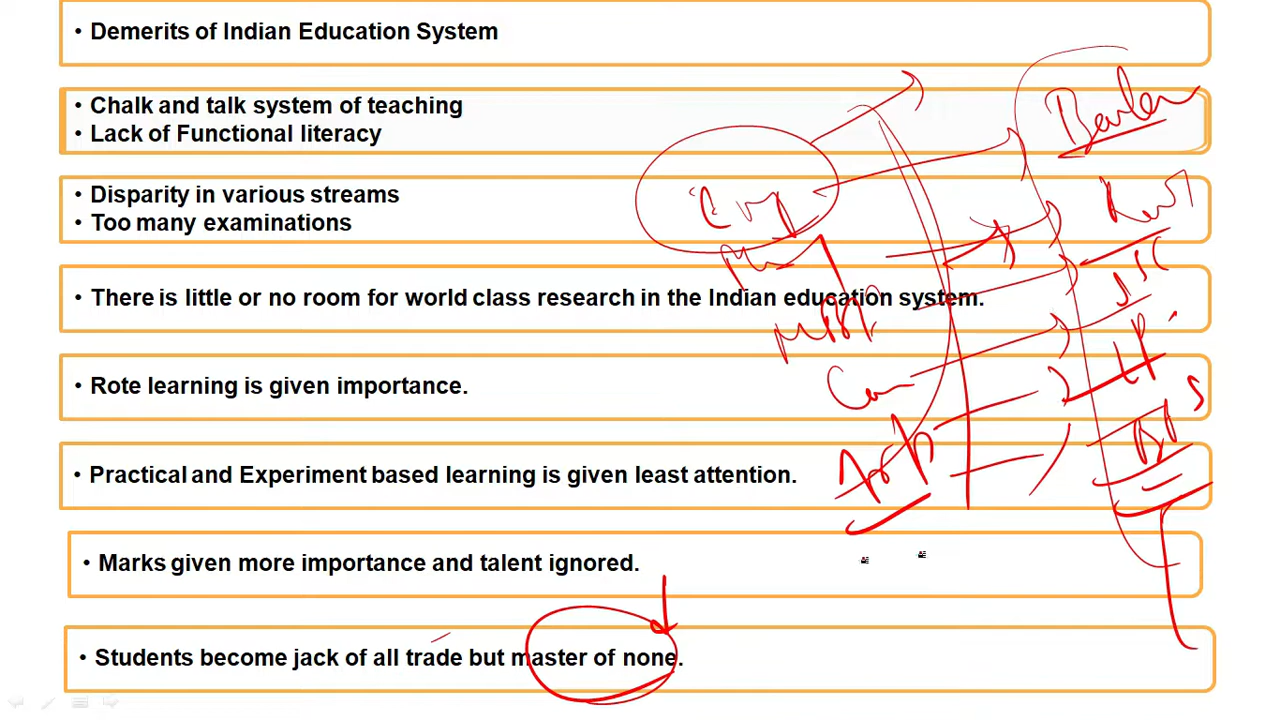 • Demerits of Indian Education System
• Chalk and talk system of teaching
• Lack of Functional literacy
• Disparity in various streams
• Too many examinations
• There is little or no room for world class research in the Indian education system.
• Rote learning is given importance.
• Practical and Experiment based learning is given least attention.
• Marks given more importance and talent ignored.
• Students become jack of all trade but master of none.